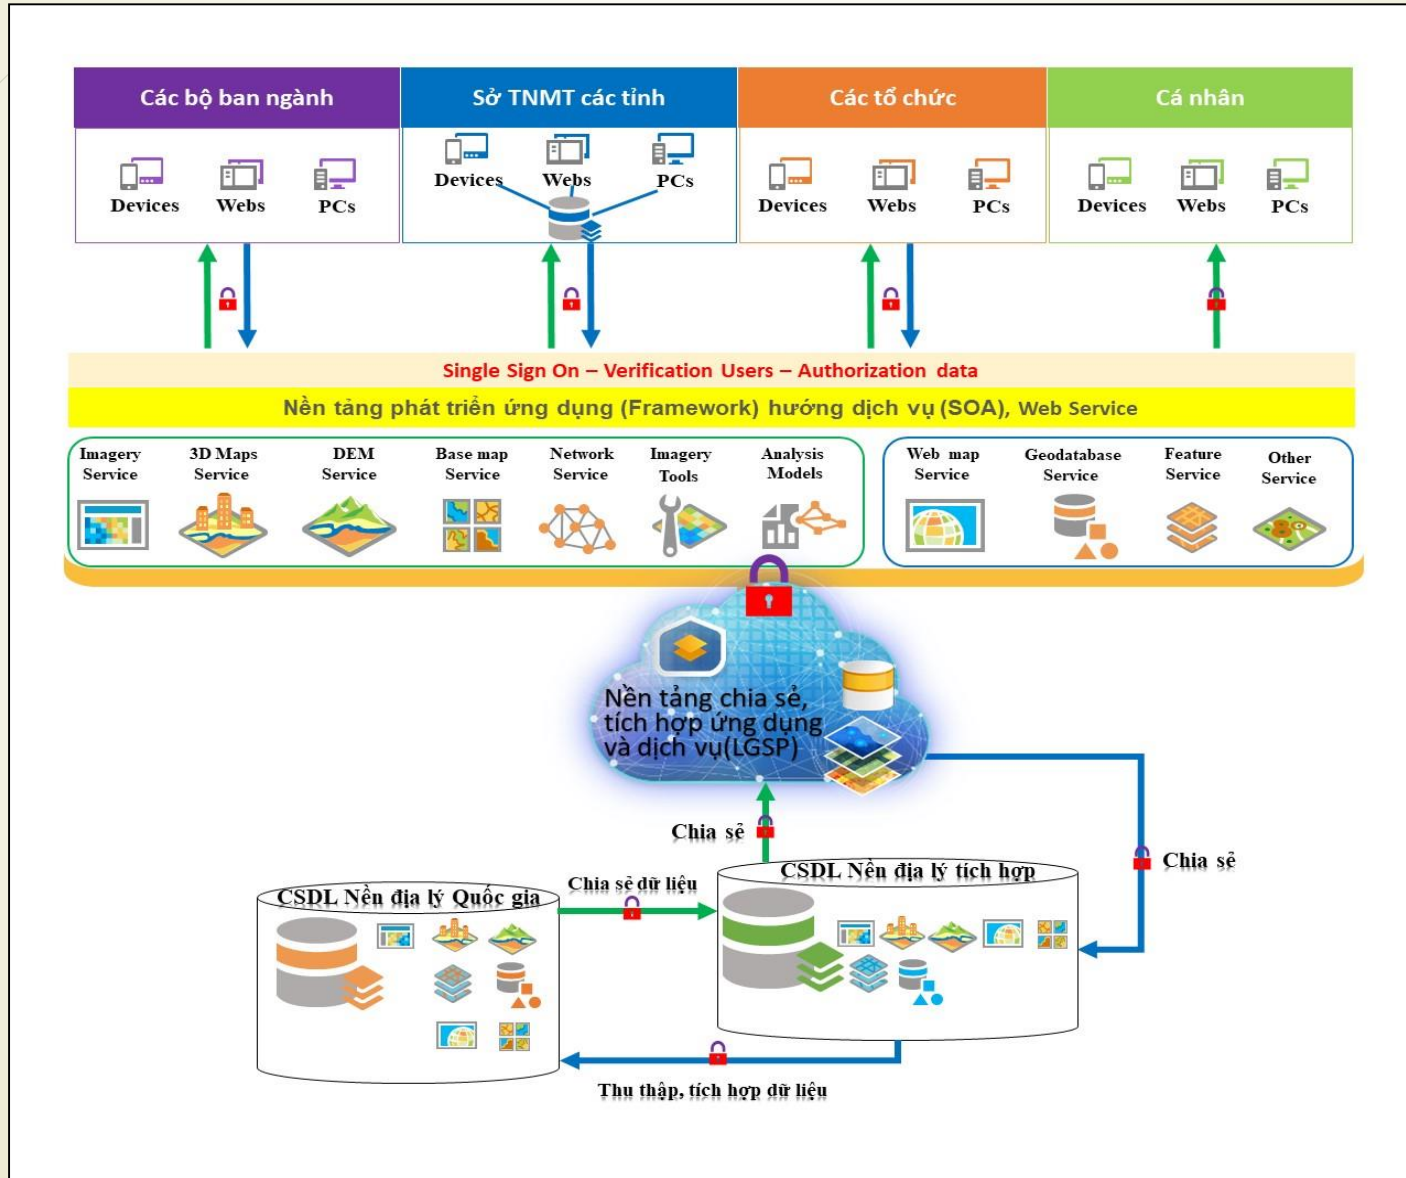 Các bộ ban ngành
Sở TNMT các tỉnh
Các tổ chức
Cá nhân
Devices
Webs
PCs
Devices
Webs
PCs
Devices
Webs
PCs
Devices
Webs
PCs
Single Sign On – Verification Users – Authorization data
Nền tảng phát triển ứng dụng (Framework) hướng dịch vụ (SOA), Web Service
Imagery
Service
3D Maps
Service
DEM
Service
Base map
Service
Network
Service
Imagery
Tools
Analysis
Models
Web map
Service
Geodatabase
Service
Feature
Service
Other
Service
Nền tảng chia sẻ,
tích hợp ứng dụng
và dịch vụ(LGSP)
Chia sẻ
Chia sẻ
CSDL Nền địa lý Quốc gia
Chia sẻ dữ liệu
CSDL Nền địa lý tích hợp
Thu thập, tích hợp dữ liệu